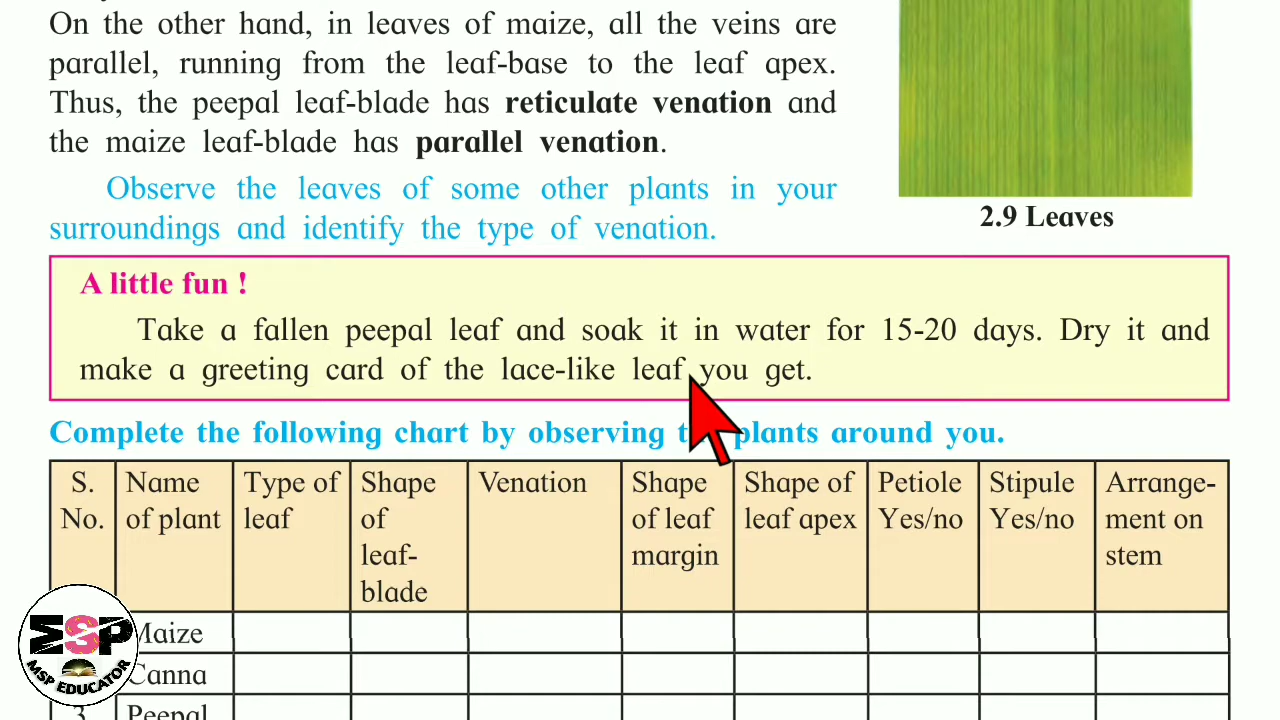 On the other hand, in leaves of maize, all the veins are
parallel, running from the leaf-base to the leaf apex.
Thus, the peepal leaf-blade has reticulate venation and
the maize leaf-blade has parallel venation.
Observe the leaves of some other plants in your
surroundings and identify the type of venation.
2.9 Leaves
A little fun !
Take a fallen peepal leaf and soak it in water for 15-20 days. Dry it and
make a greeting card of the lace-like leaf you get.
Complete the following chart by observing plants around you.
S. No. Name of plant Type of leaf Shape of leaf-blade Venation Shape of leaf margin Shape of leaf apex Petiole Yes/no Stipule Yes/no Arrange-ment on stem
Maize
Canna
3. Peepal
MSP
MSP EDUCATOR